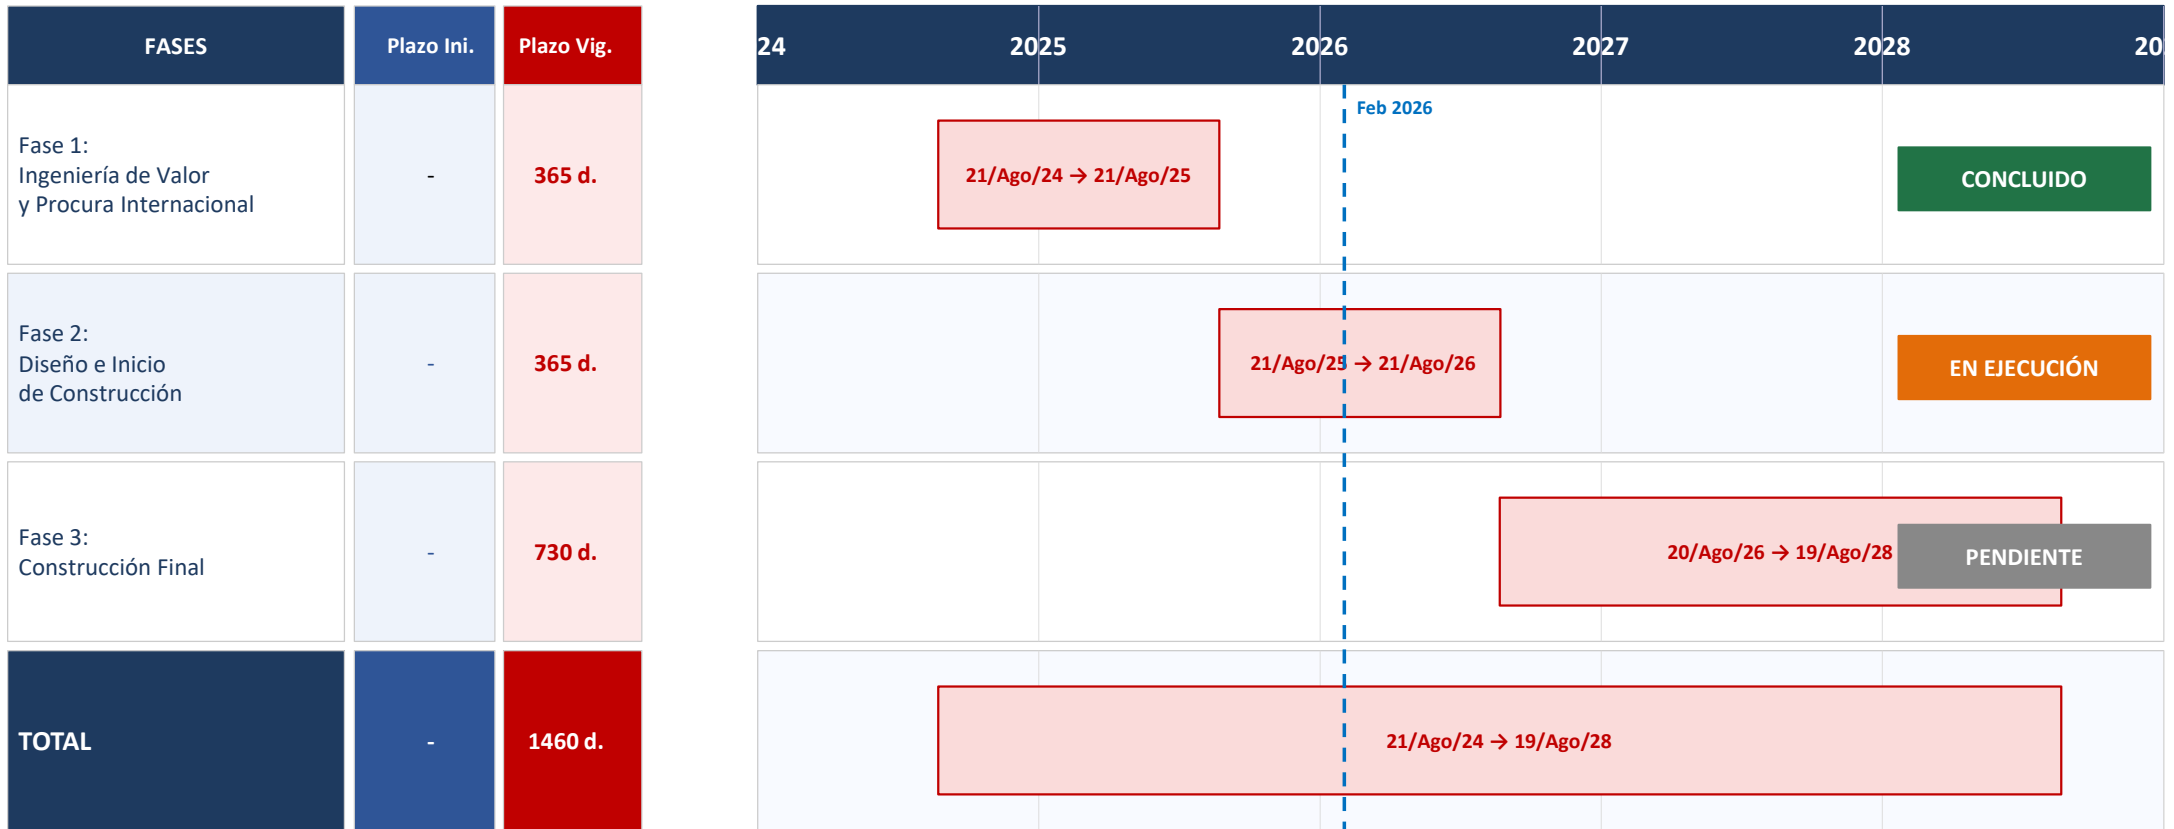 FASES
Plazo Ini.
Plazo Vig.
24
2025
2026
2027
2028
20
Feb 2026
Fase 1:
Ingeniería de Valor
y Procura Internacional
-
365 d.
21/Ago/24 → 21/Ago/25
CONCLUIDO
Fase 2:
Diseño e Inicio
de Construcción
-
365 d.
21/Ago/25 → 21/Ago/26
EN EJECUCIÓN
Fase 3:
Construcción Final
-
730 d.
20/Ago/26 → 19/Ago/28
PENDIENTE
TOTAL
-
1460 d.
21/Ago/24 → 19/Ago/28